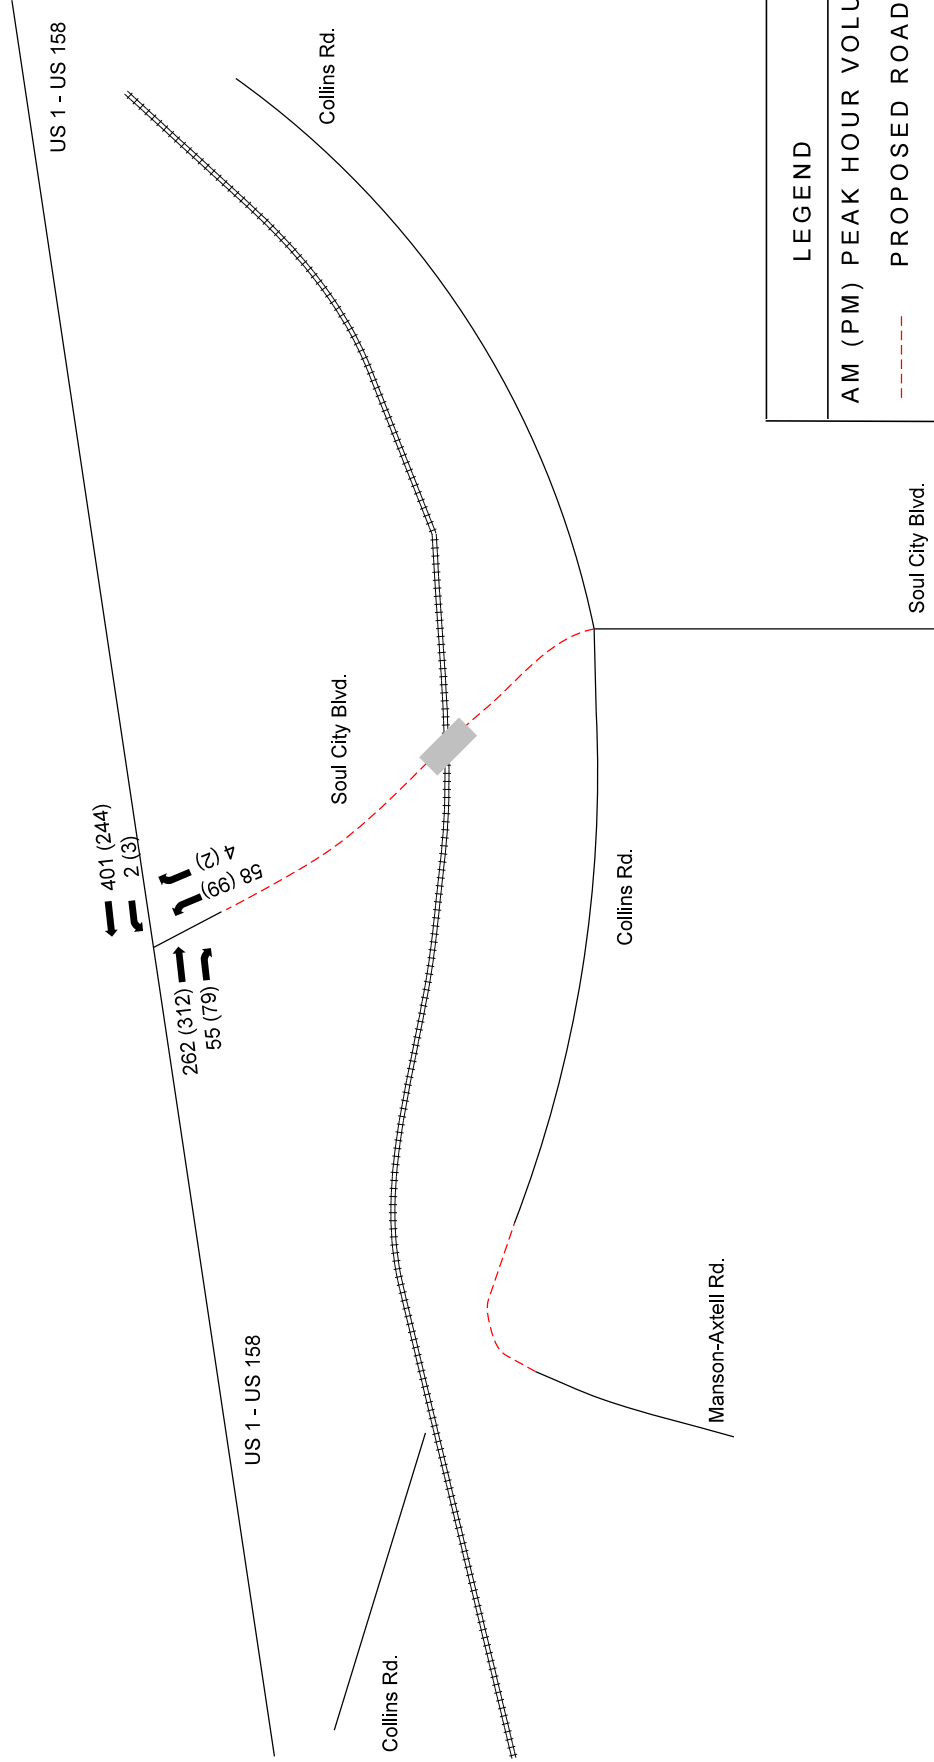 US 1 - US 158
Collins Rd.
401 (244)
2 (3)
4 (2)
58 (99)
262 (312)
55 (79)
Soul City Blvd.
US 1 - US 158
Collins Rd.
Collins Rd.
Manson-Axtell Rd.
Soul City Blvd.
LEGEND
AM (PM) PEAK HOUR VOLU
PROPOSED ROAD